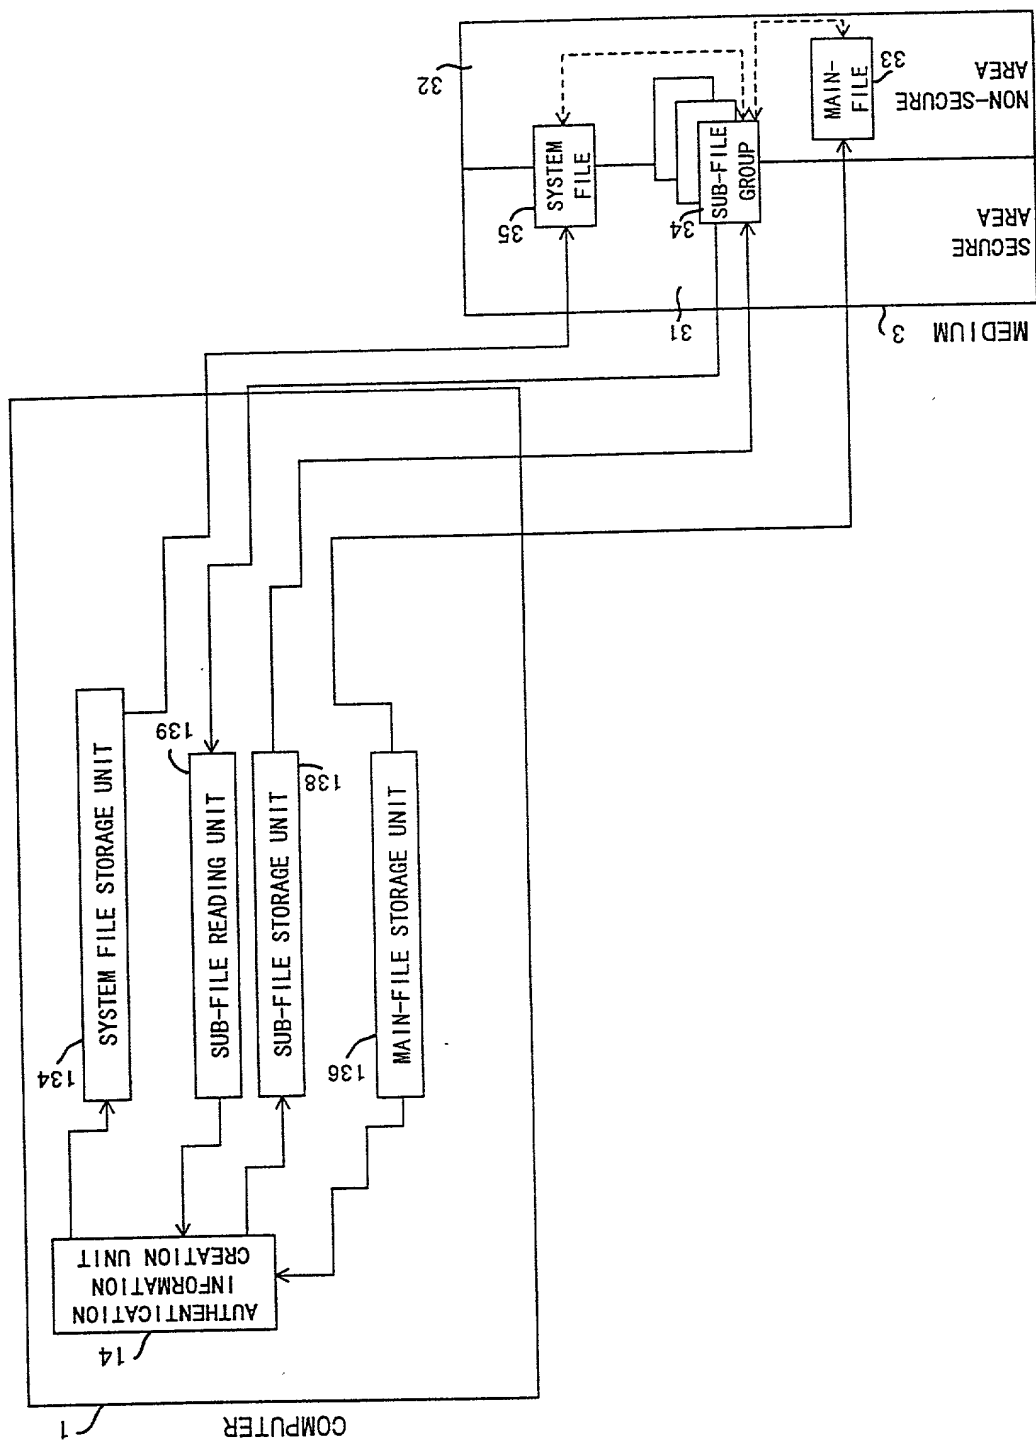 COMPUTER
1
14
AUTHENTICATION
INFORMATION
CREATION UNIT
134
SYSTEM FILE STORAGE UNIT
139
SUB-FILE READING UNIT
138
SUB-FILE STORAGE UNIT
136
MAIN-FILE STORAGE UNIT
MEDIUM
3
31
SECURE
AREA
32
NON-SECURE
AREA
35
SYSTEM
FILE
34
SUB-FILE
GROUP
33
MAIN-
FILE